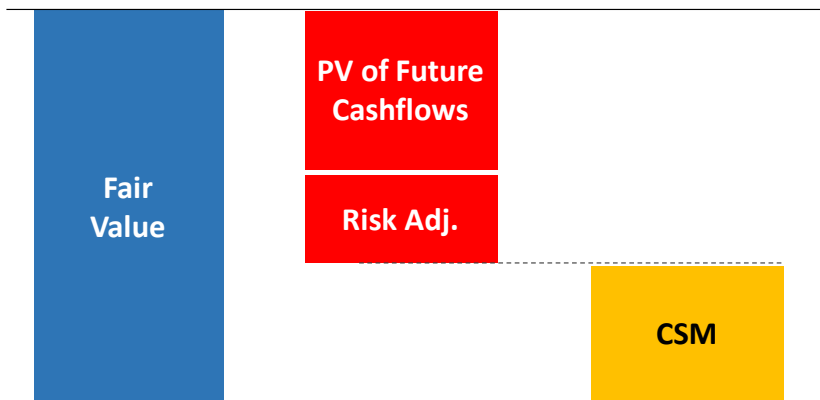 PV of Future
Cashflows
Fair
Value
Risk Adj.
CSM